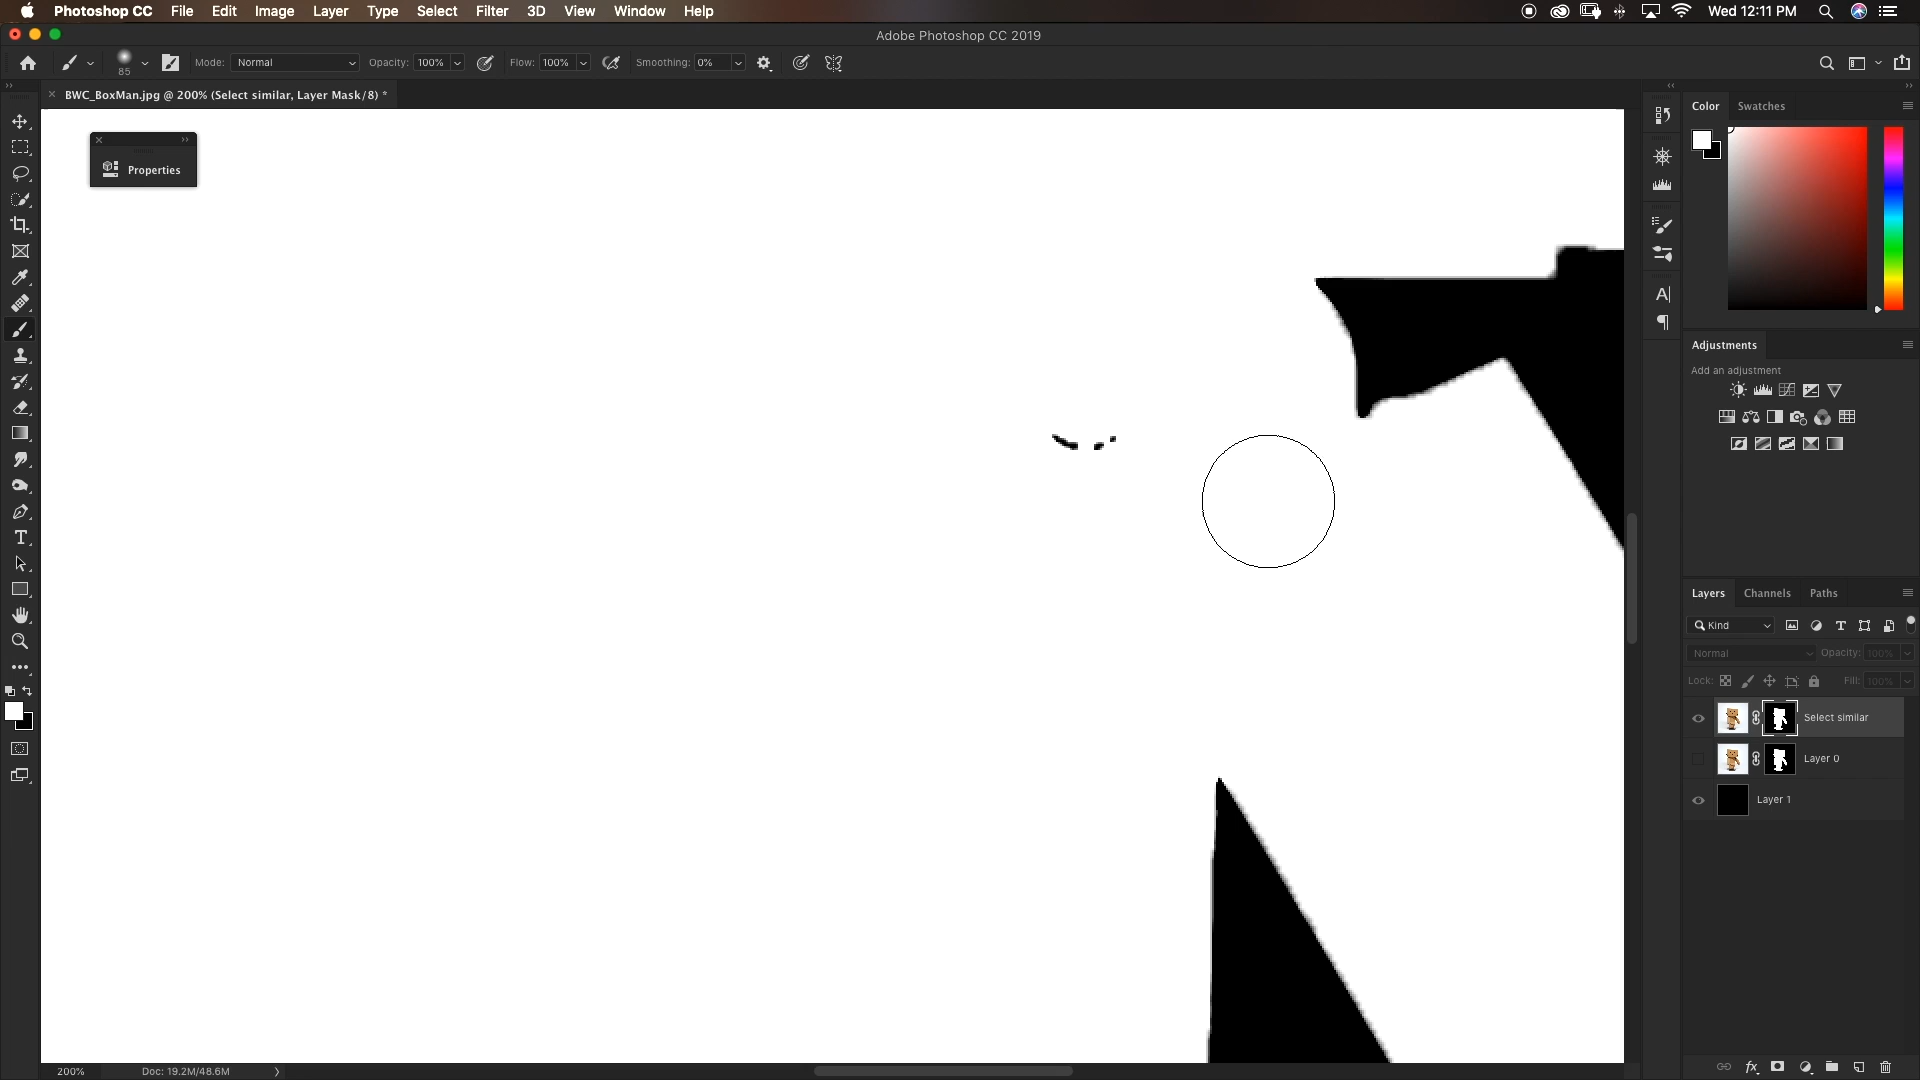 Photoshop CC File Edit Image Layer Type Select Filter 3D View Window Help Wed 12:11 PM
Adobe Photoshop CC 2019
85 Mode: Normal Opacity: 100% Flow: 100% Smoothing: 0%
BWC_BoxMan.jpg @ 200% (Select similar, Layer Mask/8) *
Properties
Color Swatches
Adjustments
Add an adjustment
Layers Channels Paths
Kind
Normal Opacity: 100%
Lock: Fill: 100%
Select similar
Layer 0
Layer 1
200% Doc: 19.2M/48.6M